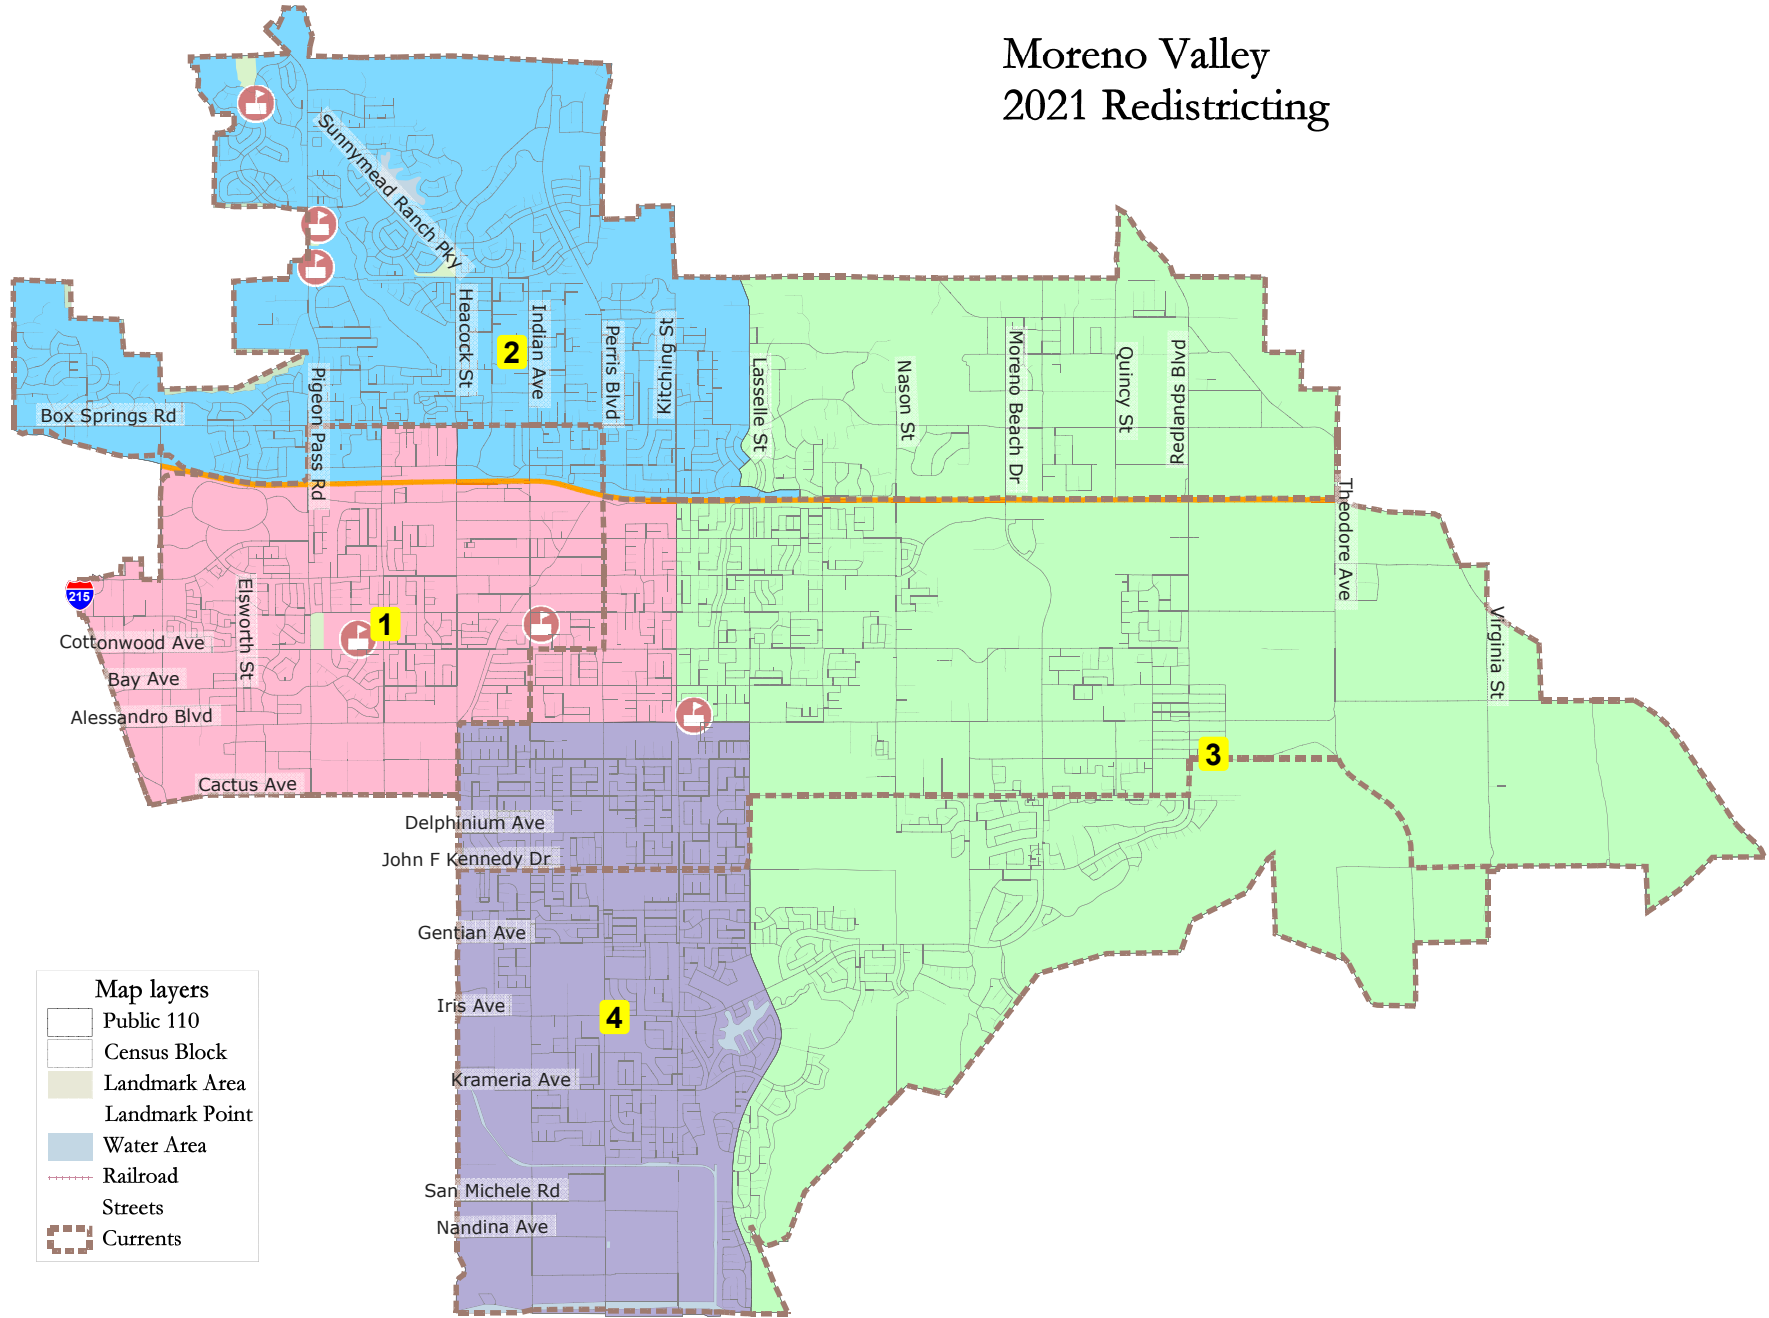 Moreno Valley
2021 Redistricting
Sunnymead Ranch Pky
Heacock St
Indian Ave
2
Perris Blvd
Kitching St
Lasselle St
Nason St
Moreno Beach Dr
Quincy St
Redlands Blvd
Pigeon Pass Rd
Box Springs Rd
Theodore Ave
Virginia St
215
Elsworth St
1
Cottonwood Ave
Bay Ave
Alessandro Blvd
3
Cactus Ave
Delphinium Ave
John F Kennedy Dr
Gentian Ave
Iris Ave
4
Krameria Ave
San Michele Rd
Nandina Ave
Map layers
Public 110
Census Block
Landmark Area
Landmark Point
Water Area
Railroad
Streets
Currents